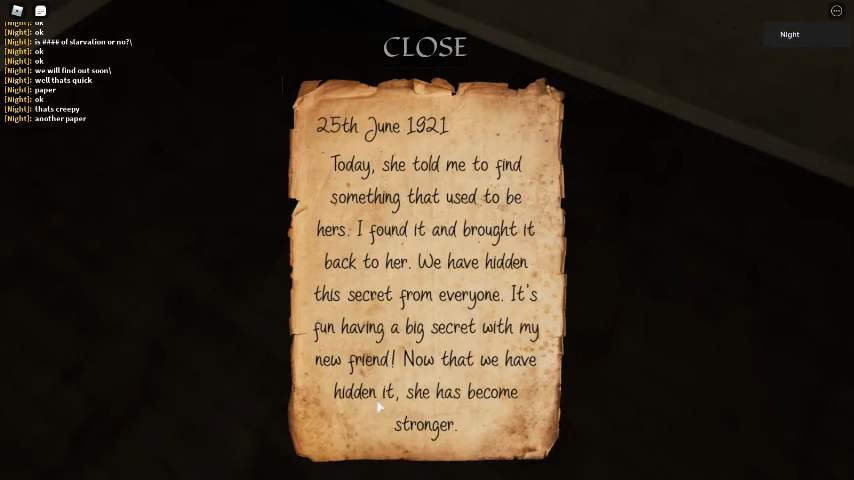 [Night]: ok
[Night]: ok
[Night]: is #### of starvation or no?\
[Night]: ok
[Night]: ok
[Night]: we will find out soon\
[Night]: well thats quick
[Night]: paper
[Night]: ok
[Night]: thats creepy
[Night]: another paper
Night
CLOSE
25th June 1921
Today, she told me to find
something that used to be
hers. I found it and brought it
back to her. We have hidden
this secret from everyone. It's
fun having a big secret with my
new friend! Now that we have
hidden it, she has become
stronger.